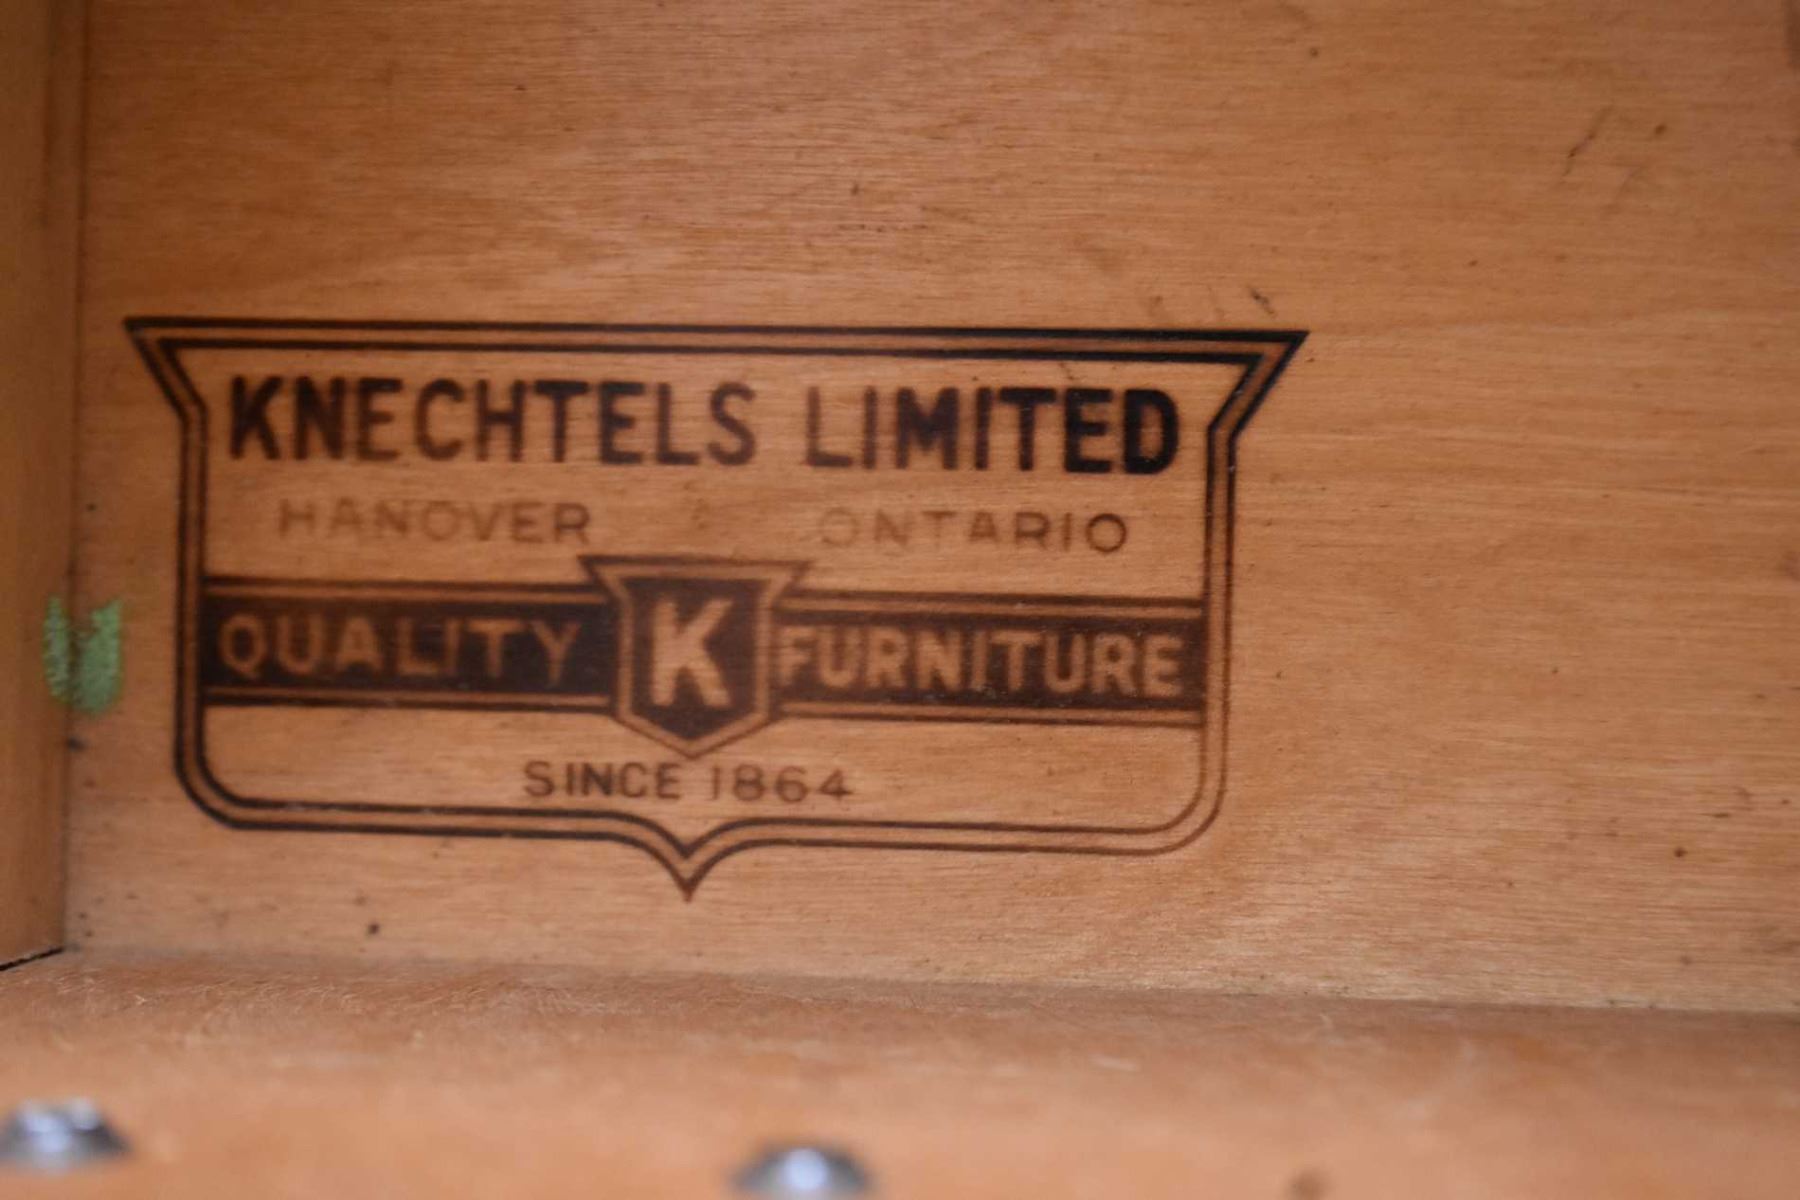 KNECHTELS LIMITED
HANOVER ONTARIO
QUALITY K FURNITURE
SINCE 1864